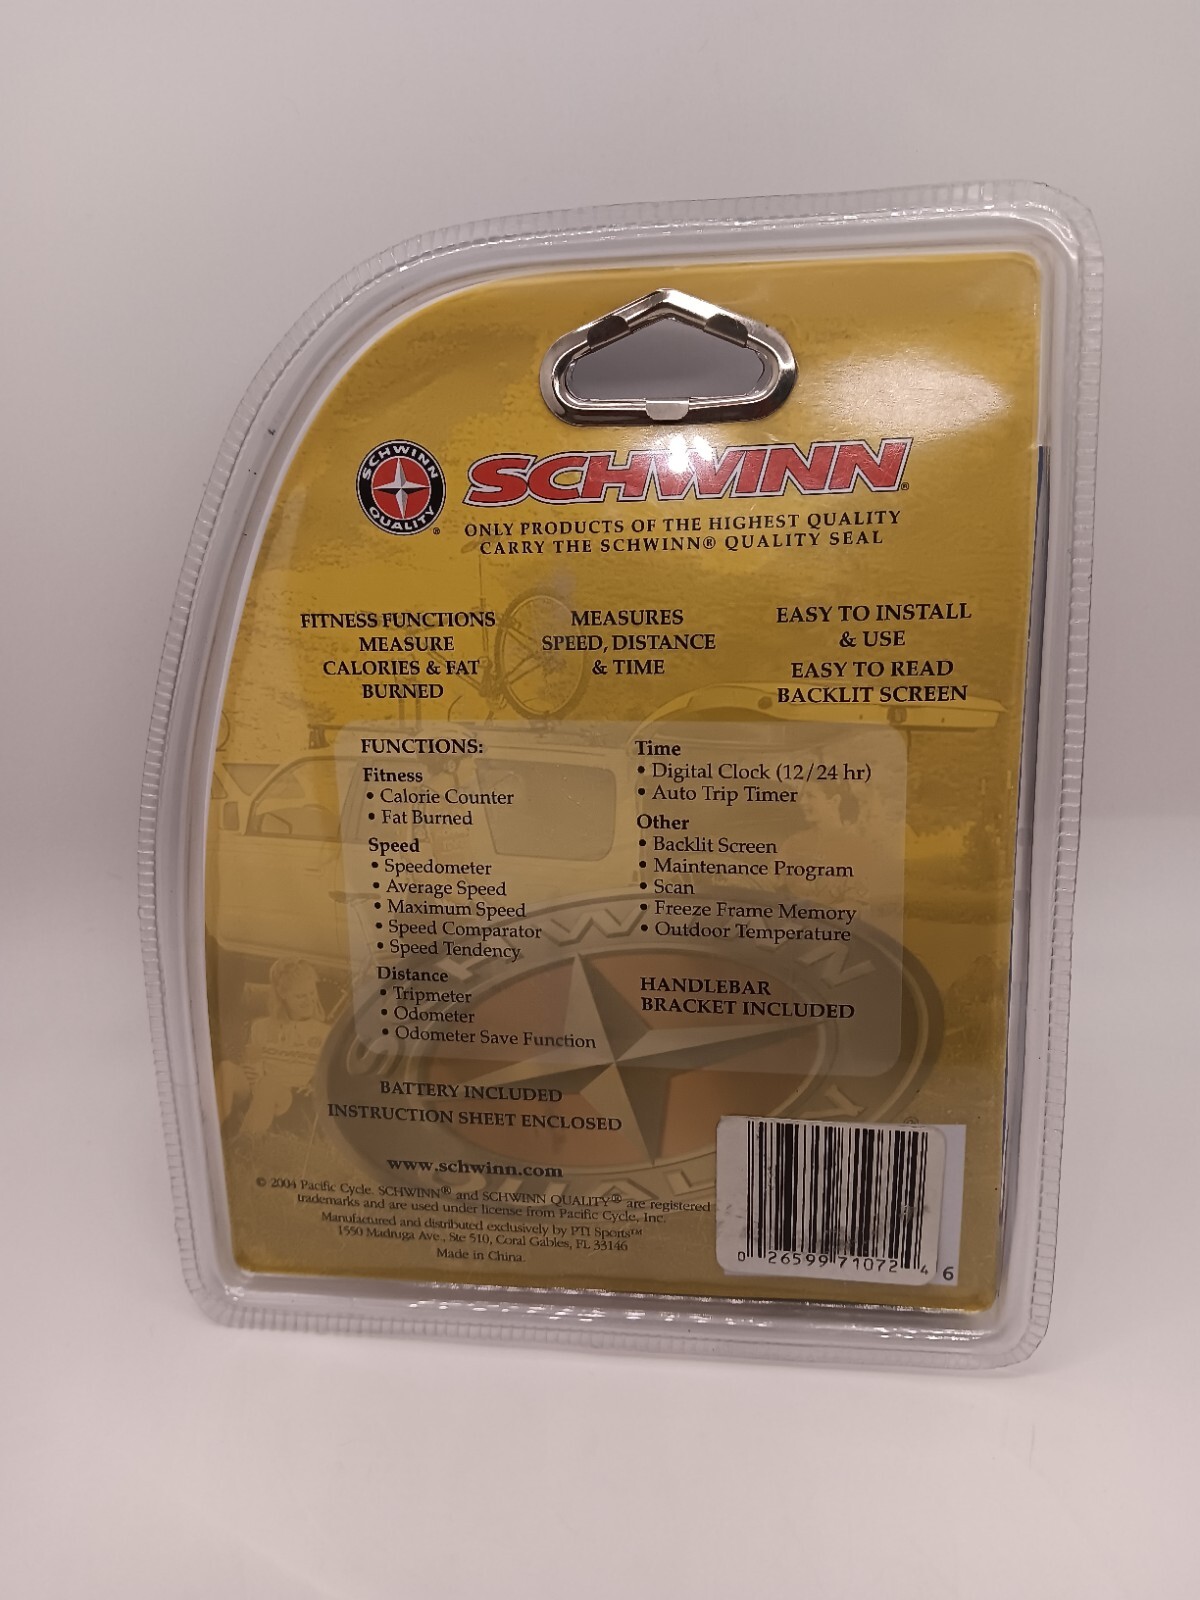 SCHWINN
QUALITY®
SCHWINN®
ONLY PRODUCTS OF THE HIGHEST QUALITY
CARRY THE SCHWINN® QUALITY SEAL
FITNESS FUNCTIONS
MEASURE
CALORIES & FAT
BURNED
MEASURES
SPEED, DISTANCE
& TIME
EASY TO INSTALL
& USE
EASY TO READ
BACKLIT SCREEN
FUNCTIONS:
Fitness
• Calorie Counter
• Fat Burned
Speed
• Speedometer
• Average Speed
• Maximum Speed
• Speed Comparator
• Speed Tendency
Distance
• Tripmeter
• Odometer
• Odometer Save Function
Time
• Digital Clock (12/24 hr)
• Auto Trip Timer
Other
• Backlit Screen
• Maintenance Program
• Scan
• Freeze Frame Memory
• Outdoor Temperature
HANDLEBAR
BRACKET INCLUDED
BATTERY INCLUDED
INSTRUCTION SHEET ENCLOSED
www.schwinn.com
© 2004 Pacific Cycle. SCHWINN® and SCHWINN QUALITY® are registered
trademarks and are used under license from Pacific Cycle, Inc.
Manufactured and distributed exclusively by PTI Sports™
1550 Madruga Ave., Ste 510, Coral Gables, FL 33146
Made in China.
SCHWINN
QUALITY
0 26599 71072 4 6